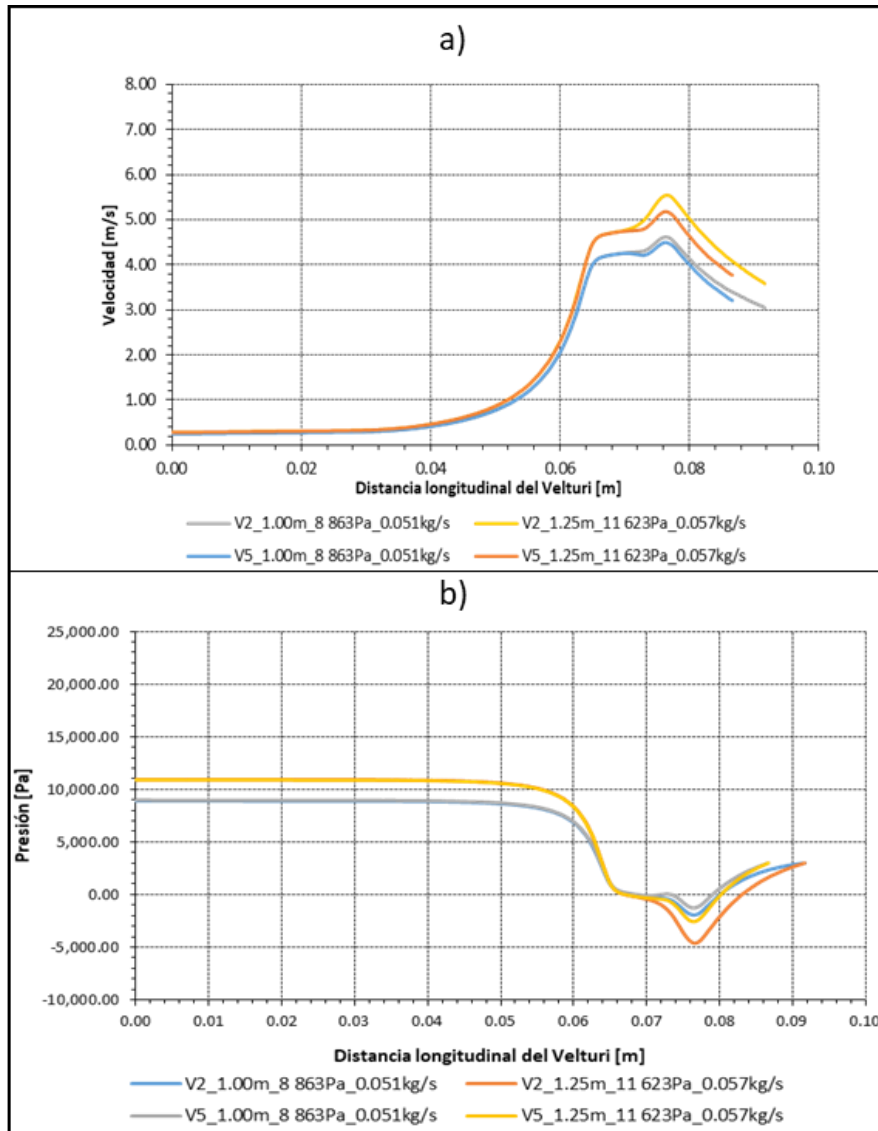 a)
8.00
7.00
6.00
5.00
4.00
3.00
2.00
1.00
0.00
Velocidad [m/s]
0.00 0.02 0.04 0.06 0.08 0.10
Distancia longitudinal del Velturi [m]
V2_1.00m_8 863Pa_0.051kg/s V2_1.25m_11 623Pa_0.057kg/s
V5_1.00m_8 863Pa_0.051kg/s V5_1.25m_11 623Pa_0.057kg/s
b)
25,000.00
20,000.00
15,000.00
10,000.00
5,000.00
0.00
-5,000.00
-10,000.00
Presión [Pa]
0.00 0.01 0.02 0.03 0.04 0.05 0.06 0.07 0.08 0.09 0.10
Distancia longitudinal del Velturi [m]
V2_1.00m_8 863Pa_0.051kg/s V2_1.25m_11 623Pa_0.057kg/s
V5_1.00m_8 863Pa_0.051kg/s V5_1.25m_11 623Pa_0.057kg/s